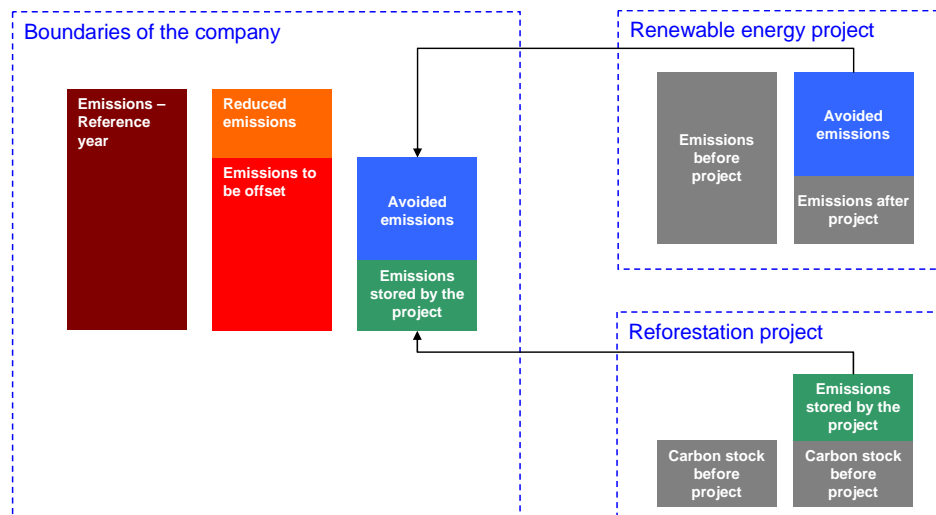 Boundaries of the company
Emissions –
Reference
year
Reduced
emissions
Emissions to
be offset
Avoided
emissions
Emissions
stored by the
project
Renewable energy project
Emissions
before
project
Avoided
emissions
Emissions after
project
Reforestation project
Emissions
stored by the
project
Carbon stock
before
project
Carbon stock
before
project